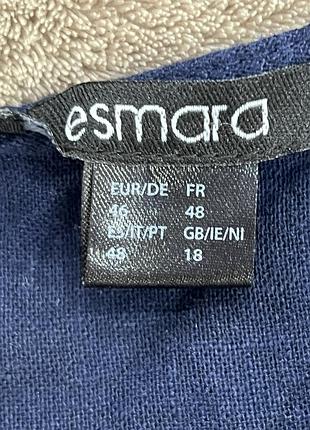 esmara
EUR/DE FR
46 48
ES/IT/PT GB/IE/NI
48 18